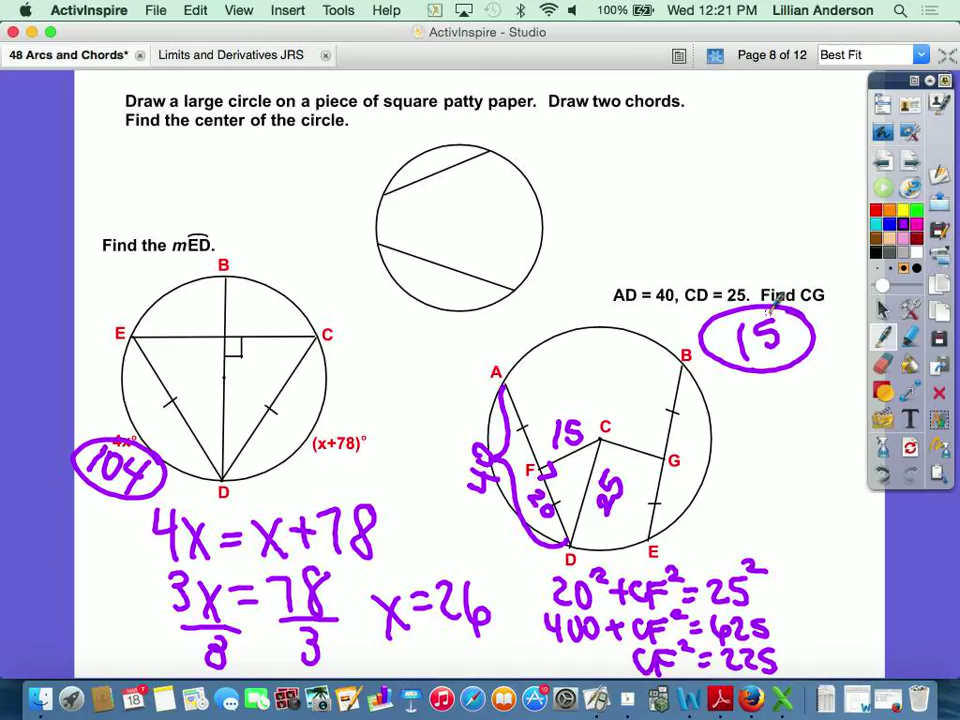 ActivInspire File Edit View Insert Tools Help 100% Wed 12:21 PM Lillian Anderson
ActivInspire - Studio
48 Arcs and Chords* Limits and Derivatives JRS Page 8 of 12 Best Fit
Draw a large circle on a piece of square patty paper. Draw two chords.
Find the center of the circle.
Find the mED.
B
E C
4x° (x+78)°
104
D
4x = x+78
3x = 78
3 3
x = 26
AD = 40, CD = 25. Find CG
15
A B
15 C
F G
40 20 25
D E
20² + CF² = 25²
400 + CF² = 625
CF² = 225